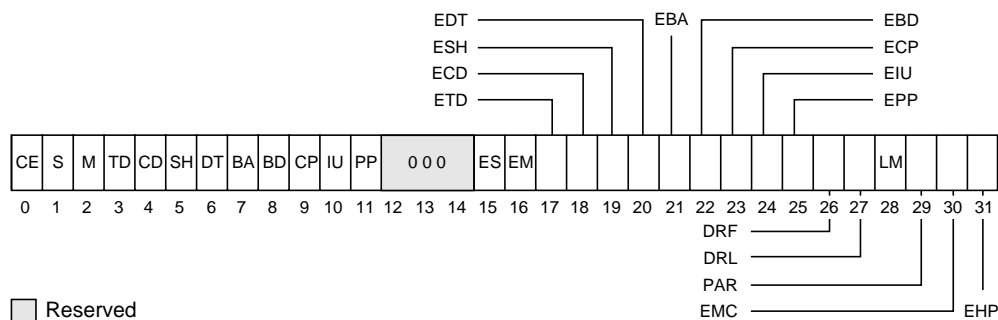 EDT EBA EBD
ESH ECP
ECD EIU
ETD EPP
CE S M TD CD SH DT BA BD CP IU PP 0 0 0 ES EM LM
0 1 2 3 4 5 6 7 8 9 10 11 12 13 14 15 16 17 18 19 20 21 22 23 24 25 26 27 28 29 30 31
DRF
DRL
PAR
EMC EHP
Reserved